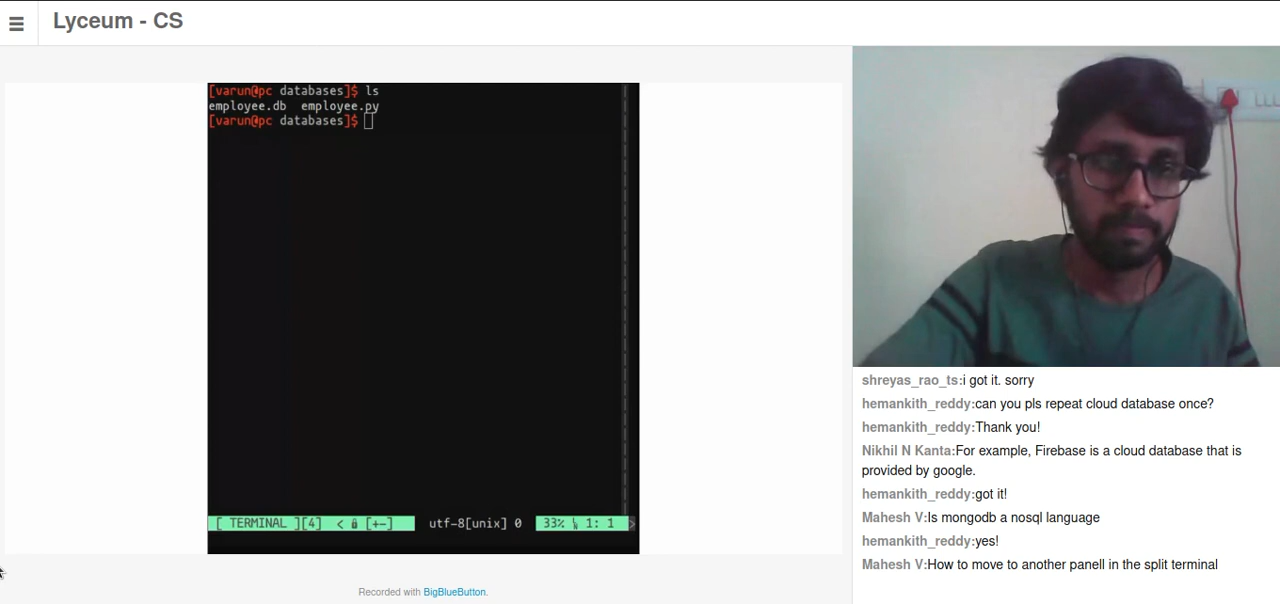 Lyceum - CS
[varun@pc databases]$ ls
employee.db employee.py
[varun@pc databases]$
[ TERMINAL ][4] < [+-] utf-8[unix] 0 33% 1: 1 >
shreyas_rao_ts:i got it. sorry
hemankith_reddy:can you pls repeat cloud database once?
hemankith_reddy:Thank you!
Nikhil N Kanta:For example, Firebase is a cloud database that is
provided by google.
hemankith_reddy:got it!
Mahesh V:Is mongodb a nosql language
hemankith_reddy:yes!
Mahesh V:How to move to another panell in the split terminal
Recorded with BigBlueButton.